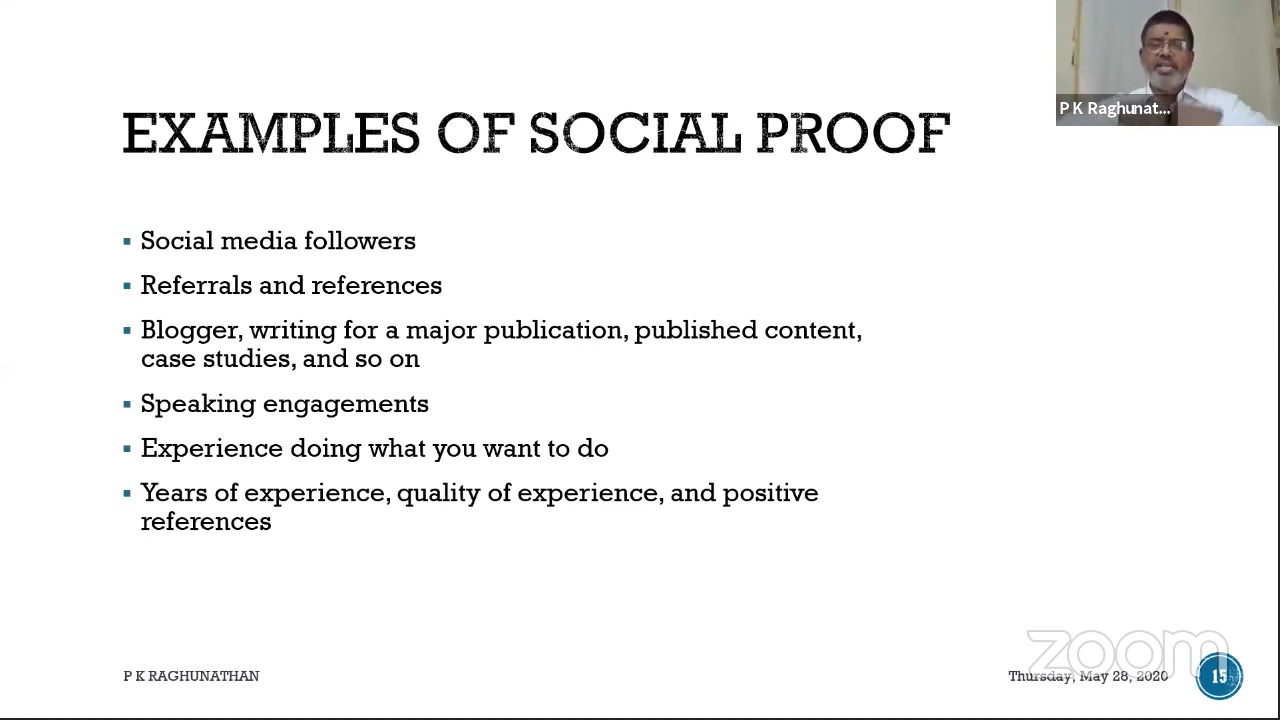 P K Raghunat...
EXAMPLES OF SOCIAL PROOF
▪ Social media followers
▪ Referrals and references
▪ Blogger, writing for a major publication, published content,
case studies, and so on
▪ Speaking engagements
▪ Experience doing what you want to do
▪ Years of experience, quality of experience, and positive
references
zoom
P K RAGHUNATHAN
Thursday, May 28, 2020
15